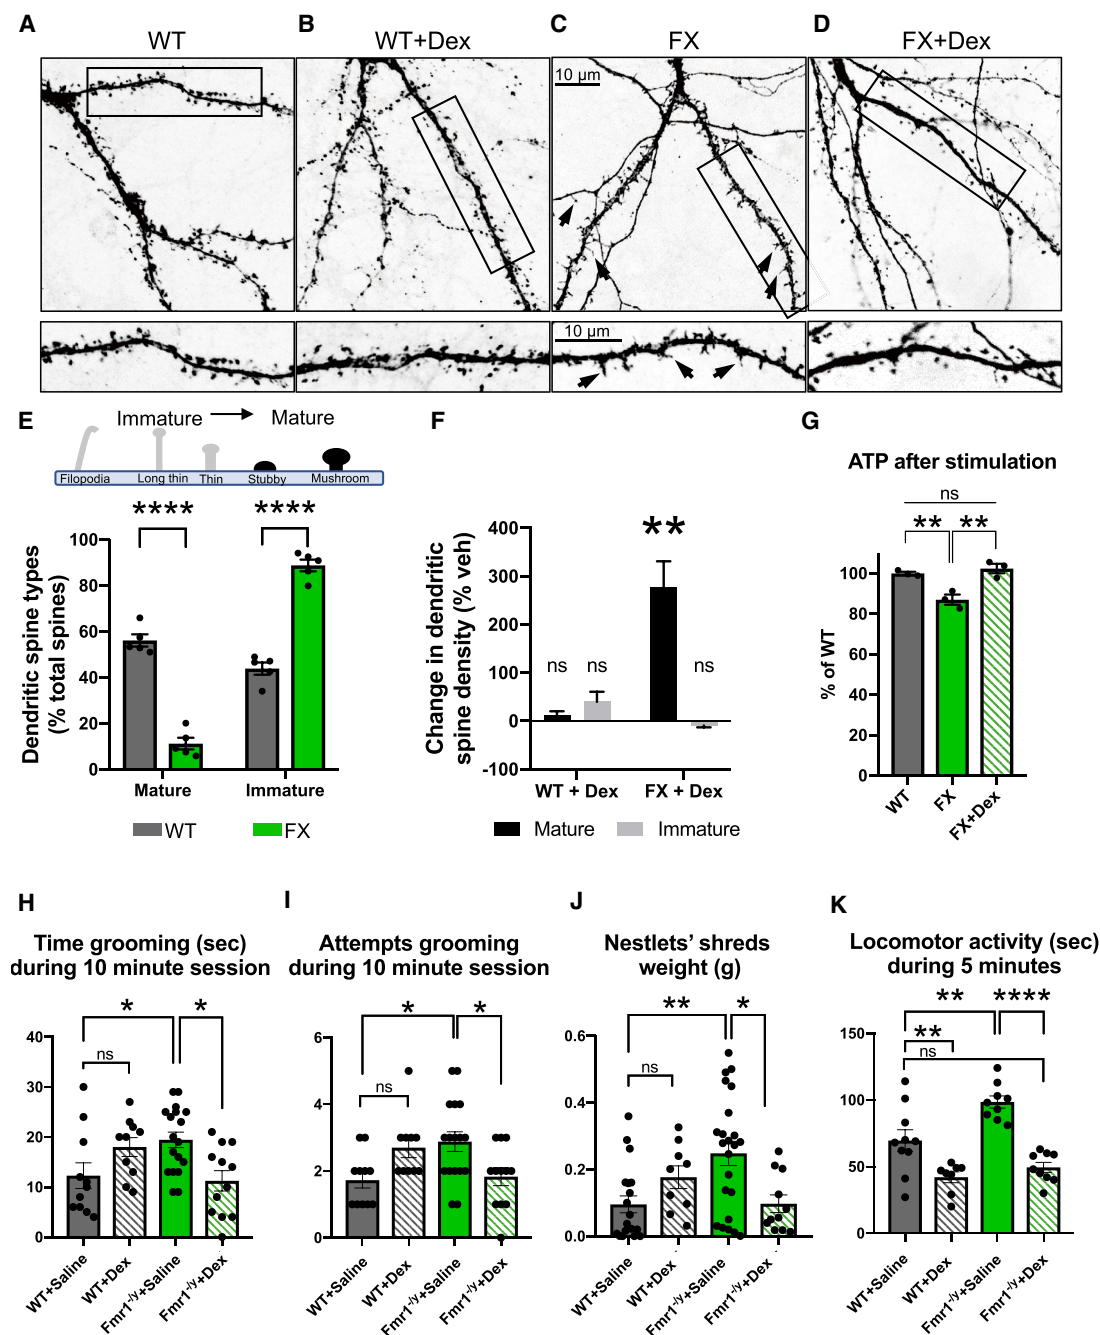 A
WT
B
WT+Dex
C
FX
D
FX+Dex
10 µm
10 µm
E
Immature
Mature
Filopodia
Long thin
Thin
Stubby
Mushroom
****
****
Dendritic spine types
(% total spines)
100
80
60
40
20
0
Mature
Immature
WT
FX
F
Change in dendritic
spine density (% veh)
400
300
200
100
0
-100
ns
ns
**
ns
WT + Dex
FX + Dex
Mature
Immature
G
ATP after stimulation
ns
**
**
% of WT
100
80
60
40
20
0
WT
FX
FX+Dex
H
Time grooming (sec)
during 10 minute session
*
*
ns
40
30
20
10
0
WT+Saline
WT+Dex
Fmr1-/y+Saline
Fmr1-/y+Dex
I
Attempts grooming
during 10 minute session
*
*
ns
6
4
2
0
WT+Saline
WT+Dex
Fmr1-/y+Saline
Fmr1-/y+Dex
J
Nestlets’ shreds
weight (g)
**
*
ns
0.6
0.4
0.2
0.0
WT+Saline
WT+Dex
Fmr1-/y+Saline
Fmr1-/y+Dex
K
Locomotor activity (sec)
during 5 minutes
**
****
**
ns
150
100
50
0
WT+Saline
WT+Dex
Fmr1-/y+Saline
Fmr1-/y+Dex